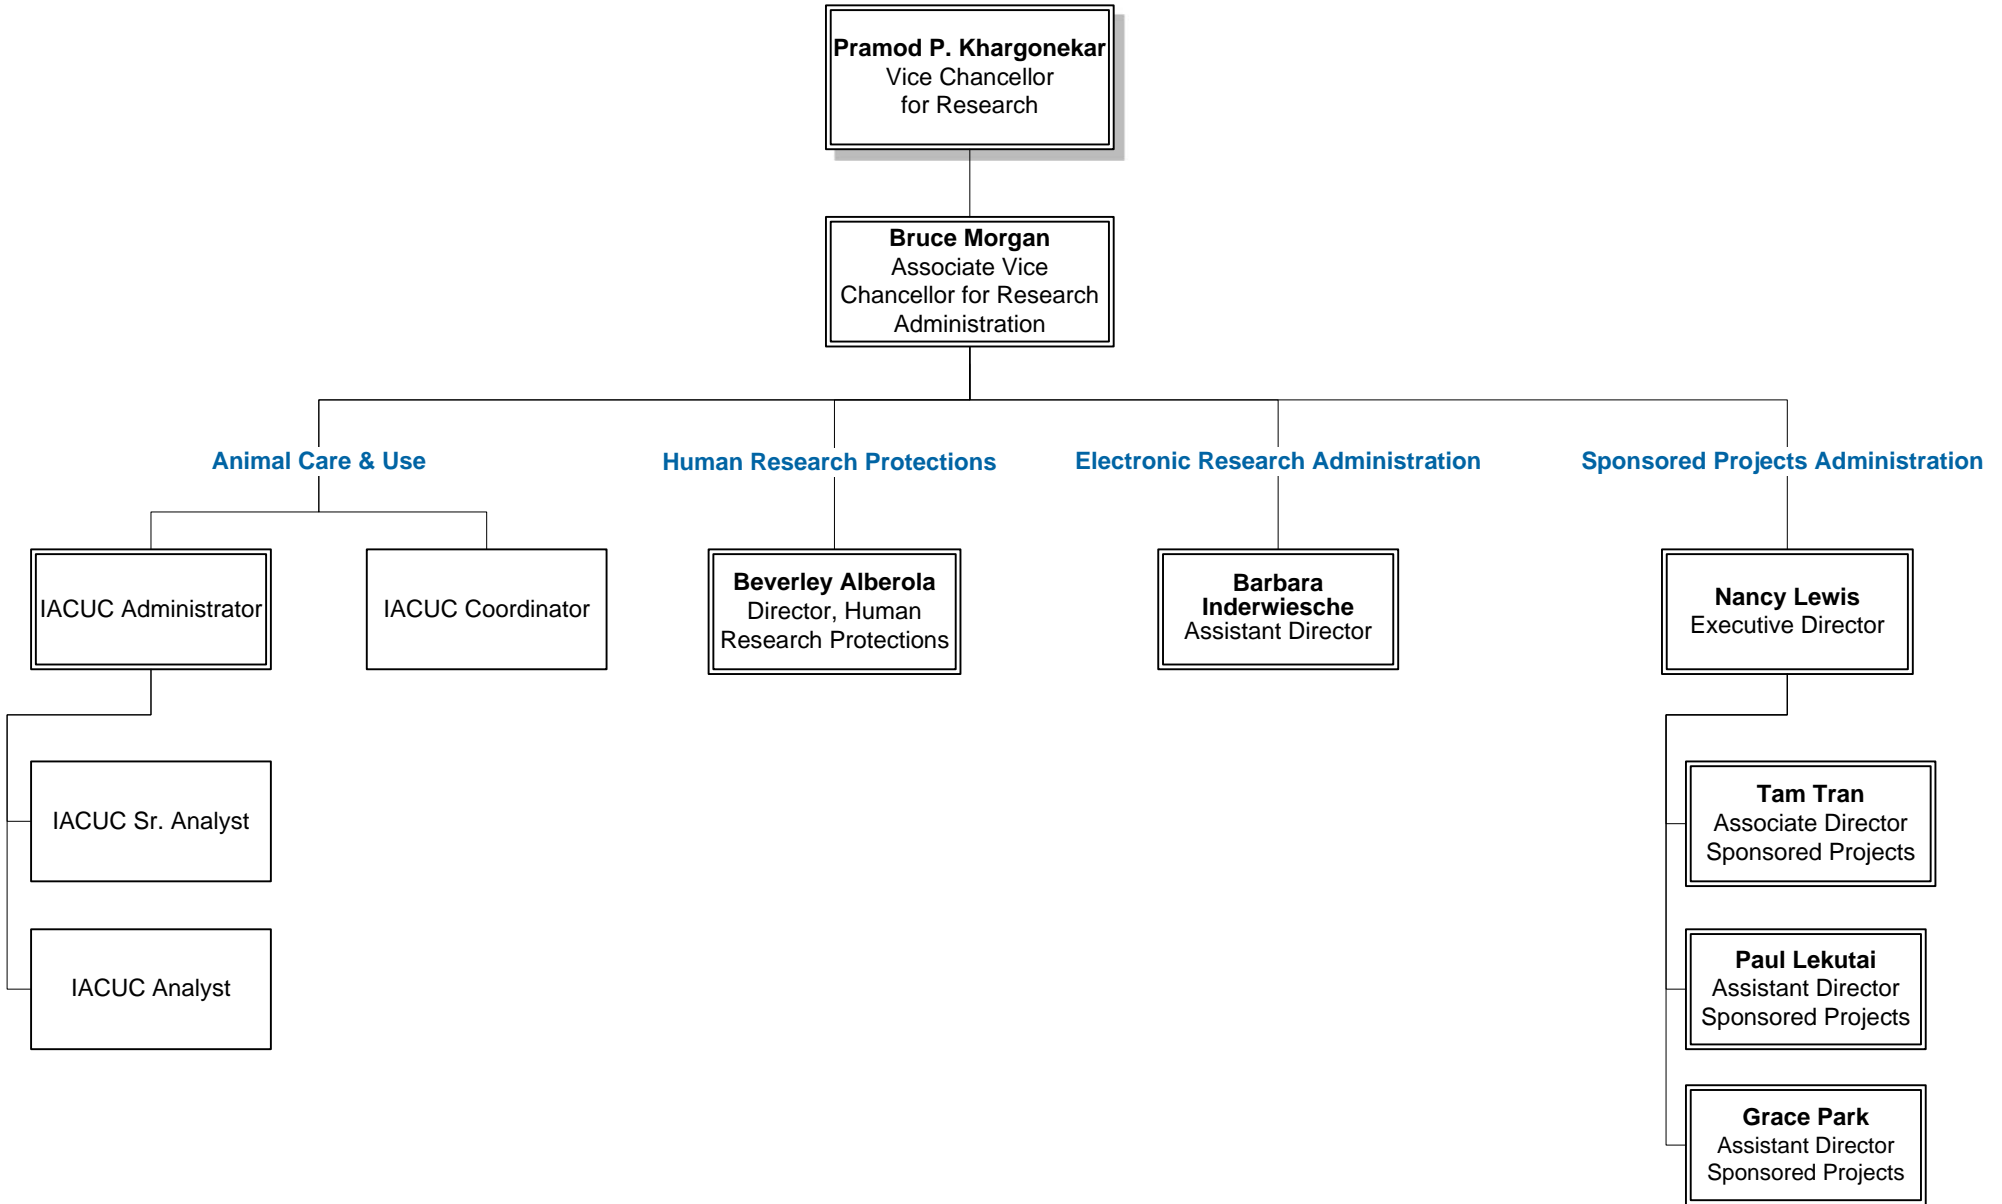 Pramod P. Khargonekar
Vice Chancellor
for Research
Bruce Morgan
Associate Vice
Chancellor for Research
Administration
Animal Care & Use
Human Research Protections
Electronic Research Administration
Sponsored Projects Administration
IACUC Administrator
IACUC Coordinator
Beverley Alberola
Director, Human
Research Protections
Barbara
Inderwiesche
Assistant Director
Nancy Lewis
Executive Director
IACUC Sr. Analyst
IACUC Analyst
Tam Tran
Associate Director
Sponsored Projects
Paul Lekutai
Assistant Director
Sponsored Projects
Grace Park
Assistant Director
Sponsored Projects